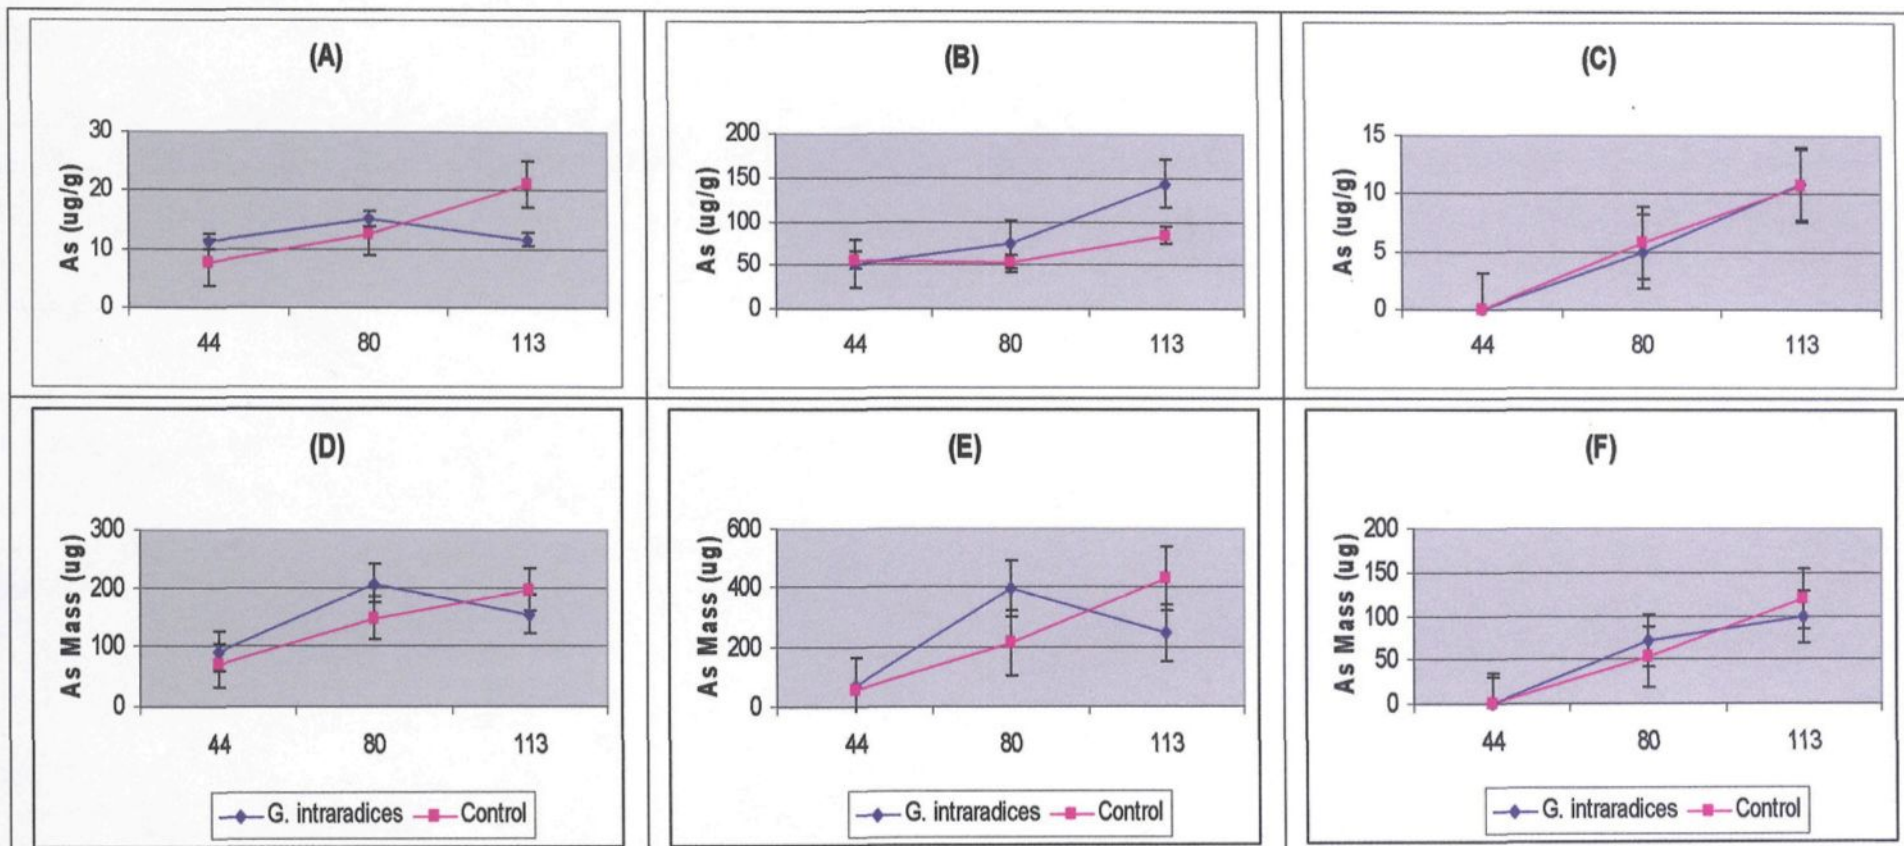 (A)
As (ug/g)
30
20
10
0
44 80 113
(B)
As (ug/g)
200
150
100
50
0
44 80 113
(C)
As (ug/g)
15
10
5
0
44 80 113
(D)
As Mass (ug)
300
200
100
0
44 80 113
G. intraradices Control
(E)
As Mass (ug)
600
400
200
0
44 80 113
G. intraradices Control
(F)
As Mass (ug)
200
150
100
50
0
44 80 113
G. intraradices Control